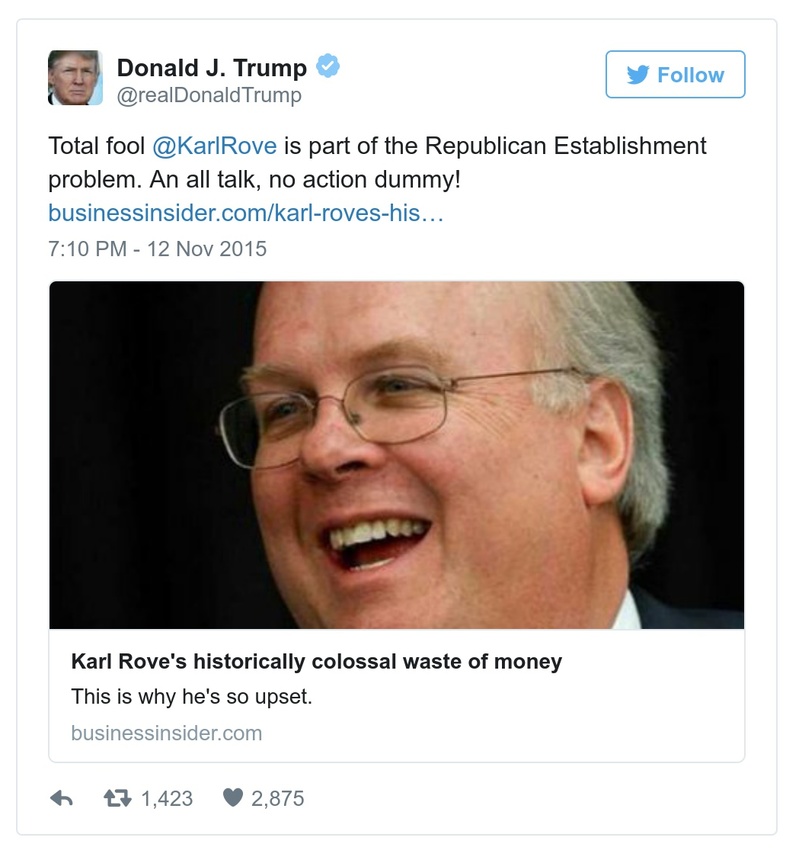 Donald J. Trump
@realDonaldTrump
Follow
Total fool @KarlRove is part of the Republican Establishment
problem. An all talk, no action dummy!
businessinsider.com/karl-roves-his…
7:10 PM - 12 Nov 2015
Karl Rove's historically colossal waste of money
This is why he's so upset.
businessinsider.com
1,423
2,875